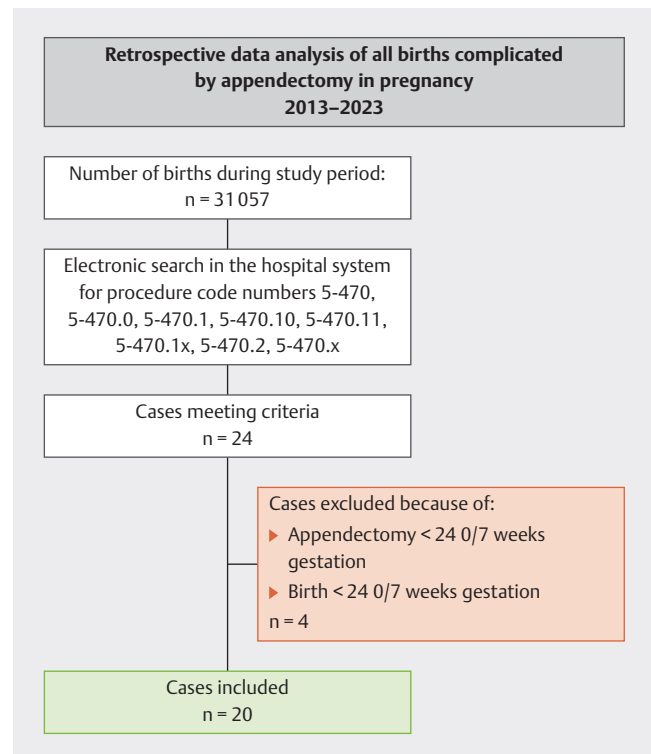 Retrospective data analysis of all births complicated
by appendectomy in pregnancy
2013–2023
Number of births during study period:
n = 31 057
Electronic search in the hospital system
for procedure code numbers 5-470,
5-470.0, 5-470.1, 5-470.10, 5-470.11,
5-470.1x, 5-470.2, 5-470.x
Cases meeting criteria
n = 24
Cases excluded because of:
Appendectomy < 24 0/7 weeks
gestation
Birth < 24 0/7 weeks gestation
n = 4
Cases included
n = 20